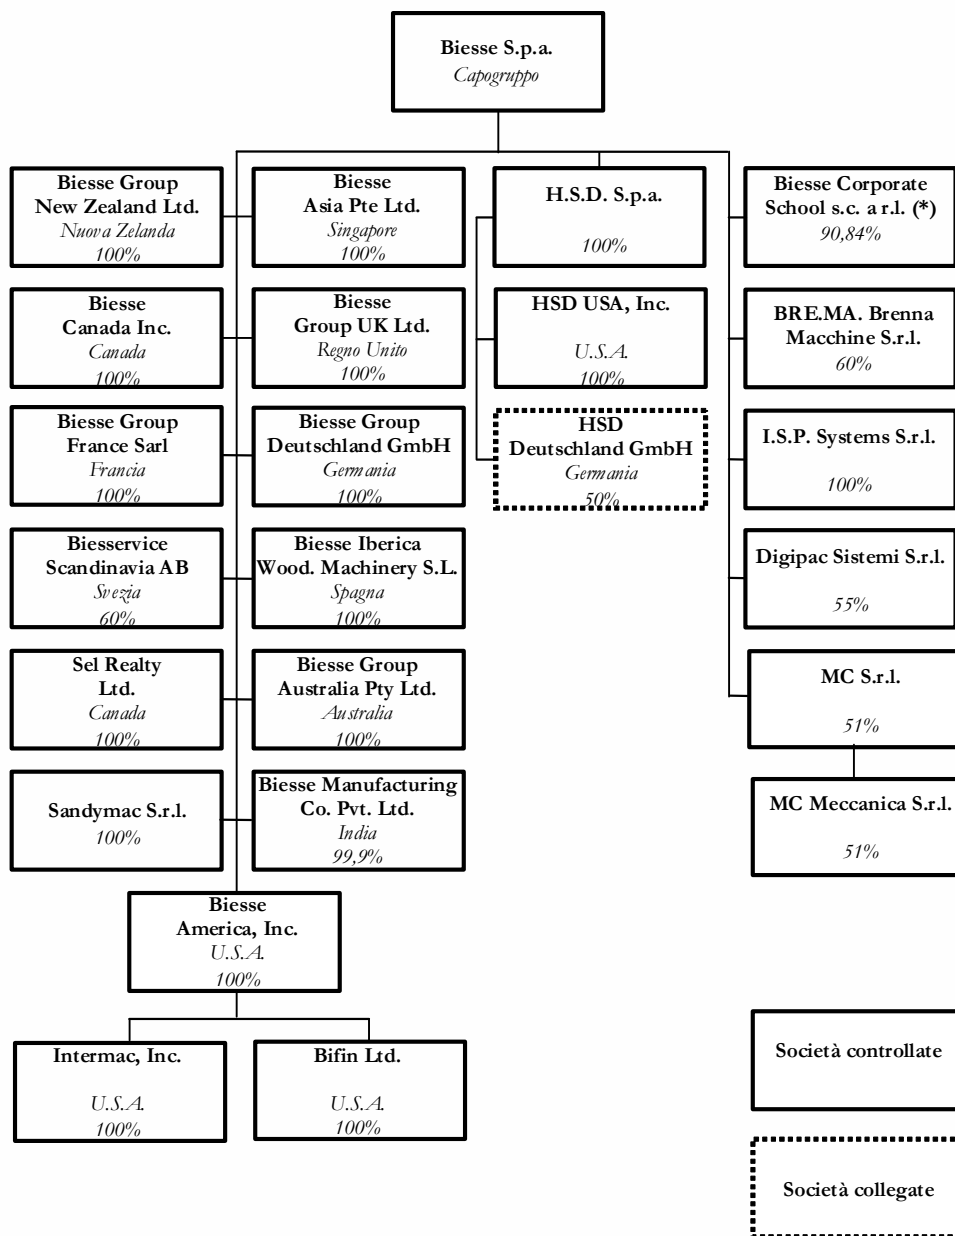 Biesse S.p.a.
Capogruppo
Biesse Group
New Zealand Ltd.
Nuova Zelanda
100%
Biesse
Asia Pte Ltd.
Singapore
100%
H.S.D. S.p.a.
100%
Biesse Corporate
School s.c. a r.l. (*)
90,84%
Biesse
Canada Inc.
Canada
100%
Biesse
Group UK Ltd.
Regno Unito
100%
HSD USA, Inc.
U.S.A.
100%
BRE.MA. Brenna
Macchine S.r.l.
60%
Biesse Group
France Sarl
Francia
100%
Biesse Group
Deutschland GmbH
Germania
100%
HSD
Deutschland GmbH
Germania
50%
I.S.P. Systems S.r.l.
100%
Biesservice
Scandinavia AB
Svezia
60%
Biesse Iberica
Wood. Machinery S.L.
Spagna
100%
Digipac Sistemi S.r.l.
55%
Sel Realty
Ltd.
Canada
100%
Biesse Group
Australia Pty Ltd.
Australia
100%
MC S.r.l.
51%
Sandymac S.r.l.
100%
Biesse Manufacturing
Co. Pvt. Ltd.
India
99,9%
MC Meccanica S.r.l.
51%
Biesse
America, Inc.
U.S.A.
100%
Intermac, Inc.
U.S.A.
100%
Bifin Ltd.
U.S.A.
100%
Società controllate
Società collegate